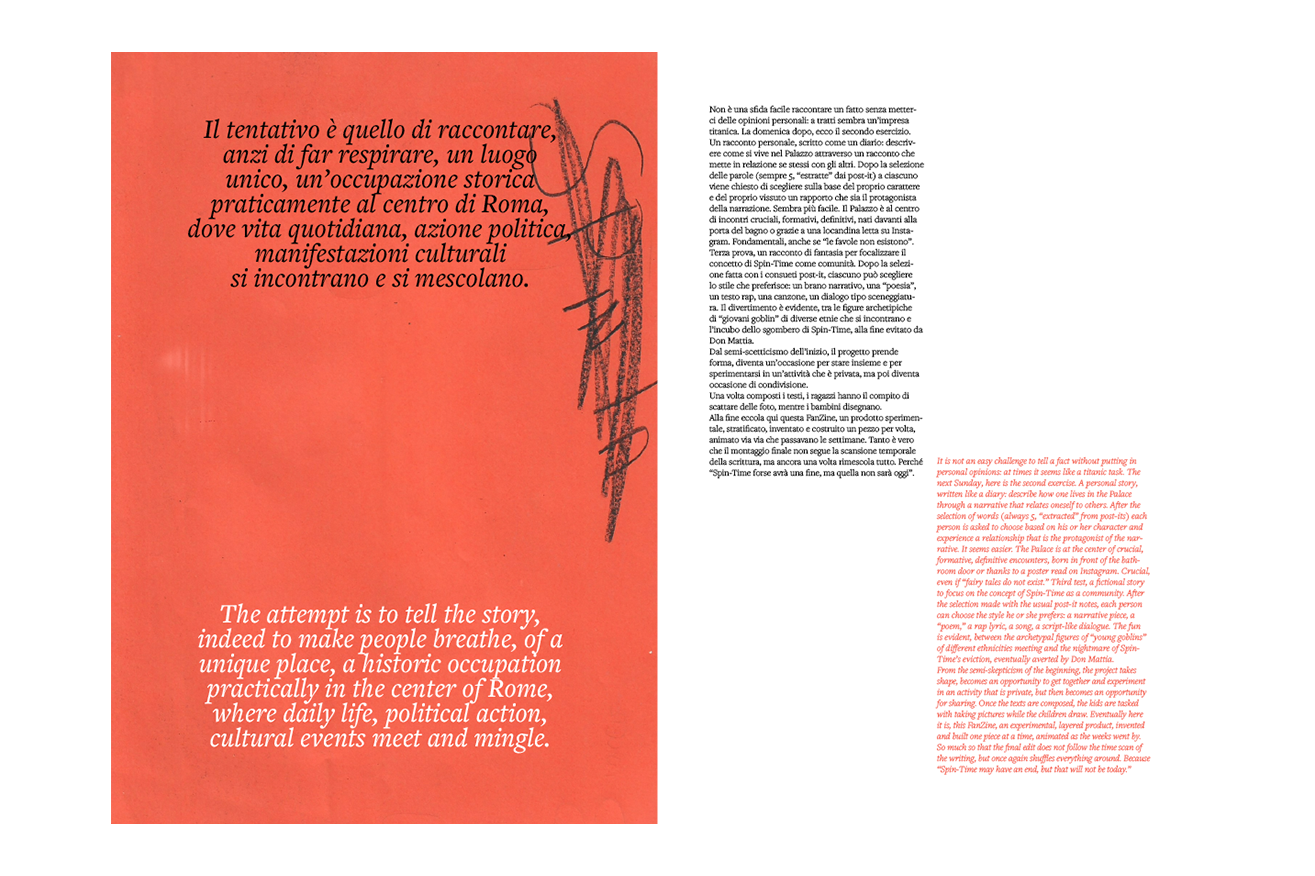 Il tentativo è quello di raccontare,
anzi di far respirare, un luogo
unico, un'occupazione storica
praticamente al centro di Roma,
dove vita quotidiana, azione politica,
manifestazioni culturali
si incontrano e si mescolano.
The attempt is to tell the story,
indeed to make people breathe, of a
unique place, a historic occupation
practically in the center of Rome,
where daily life, political action,
cultural events meet and mingle.
Non è una sfida facile raccontare un fatto senza metter-
ci delle opinioni personali: a tratti sembra un'impresa
titanica. La domenica dopo, ecco il secondo esercizio.
Un racconto personale, scritto come un diario: descriv-
ere come si vive nel Palazzo attraverso un racconto che
mette in relazione se stessi con gli altri. Dopo la selezione
delle parole (sempre 5, “estratte” dai post-it) a ciascuno
viene chiesto di scegliere sulla base del proprio carattere
e del proprio vissuto un rapporto che sia il protagonista
della narrazione. Sembra più facile. Il Palazzo è al centro
di incontri cruciali, formativi, definitivi, nati davanti alla
porta del bagno o grazie a una locandina letta su Insta-
gram. Fondamentali, anche se “le favole non esistono”.
Terza prova, un racconto di fantasia per focalizzare il
concetto di Spin-Time come comunità. Dopo la selezi-
one fatta con i consueti post-it, ciascuno può scegliere
lo stile che preferisce: un brano narrativo, una “poesia”,
un testo rap, una canzone, un dialogo tipo sceneggiatu-
ra. Il divertimento è evidente, tra le figure archetipiche
di “giovani goblin” di diverse etnie che si incontrano e
l'incubo dello sgombero di Spin-Time, alla fine evitato da
Don Mattia.
Dal semi-scetticismo dell'inizio, il progetto prende
forma, diventa un'occasione per stare insieme e per
sperimentarsi in un'attività che è privata, ma poi diventa
occasione di condivisione.
Una volta composti i testi, i ragazzi hanno il compito di
scattare delle foto, mentre i bambini disegnano.
Alla fine eccola qui questa FanZine, un prodotto sperimen-
tale, stratificato, inventato e costruito un pezzo per volta,
animato via via che passavano le settimane. Tanto è vero
che il montaggio finale non segue la scansione temporale
della scrittura, ma ancora una volta rimescola tutto. Perché
“Spin-Time forse avrà una fine, ma quella non sarà oggi”.
It is not an easy challenge to tell a fact without putting in
personal opinions: at times it seems like a titanic task. The
next Sunday, here is the second exercise. A personal story,
written like a diary: describe how one lives in the Palace
through a narrative that relates oneself to others. After the
selection of words (always 5, “extracted” from post-its) each
person is asked to choose based on his or her character and
experience a relationship that is the protagonist of the nar-
rative. It seems easier. The Palace is at the center of crucial,
formative, definitive encounters, born in front of the bath-
room door or thanks to a poster read on Instagram. Crucial,
even if “fairy tales do not exist.” Third test, a fictional story
to focus on the concept of Spin-Time as a community. After
the selection made with the usual post-it notes, each person
can choose the style he or she prefers: a narrative piece, a
“poem,” a rap lyric, a song, a script-like dialogue. The fun
is evident, between the archetypal figures of “young goblins”
of different ethnicities meeting and the nightmare of Spin-
Time's eviction, eventually averted by Don Mattia.
From the semi-skepticism of the beginning, the project takes
shape, becomes an opportunity to get together and experiment
in an activity that is private, but then becomes an opportunity
for sharing. Once the texts are composed, the kids are tasked
with taking pictures while the children draw. Eventually here
it is, this FanZine, an experimental, layered product, invented
and built one piece at a time, animated as the weeks went by.
So much so that the final edit does not follow the time scan of
the writing, but once again shuffles everything around. Because
“Spin-Time may have an end, but that will not be today.”